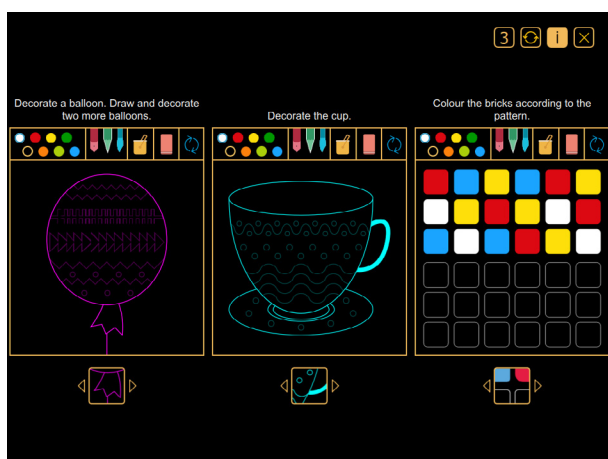 3 i
Decorate a balloon. Draw and decorate
two more balloons.
Decorate the cup.
Colour the bricks according to the
pattern.